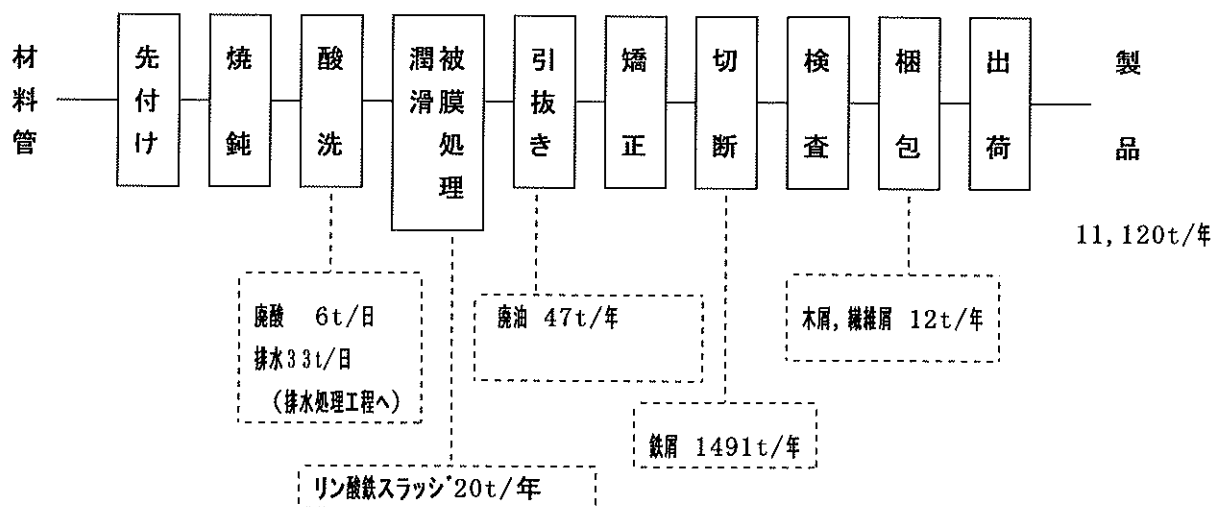 材料管
先付け
焼鈍
酸洗
被膜処理
潤滑
引抜き
矯正
切断
検査
梱包
出荷
製品
11,120t/年
廃酸 6t/日
排水33t/日
(排水処理工程へ)
リン酸鉄スラッジ20t/年
廃油 47t/年
鉄屑 1491t/年
木屑,繊維屑 12t/年